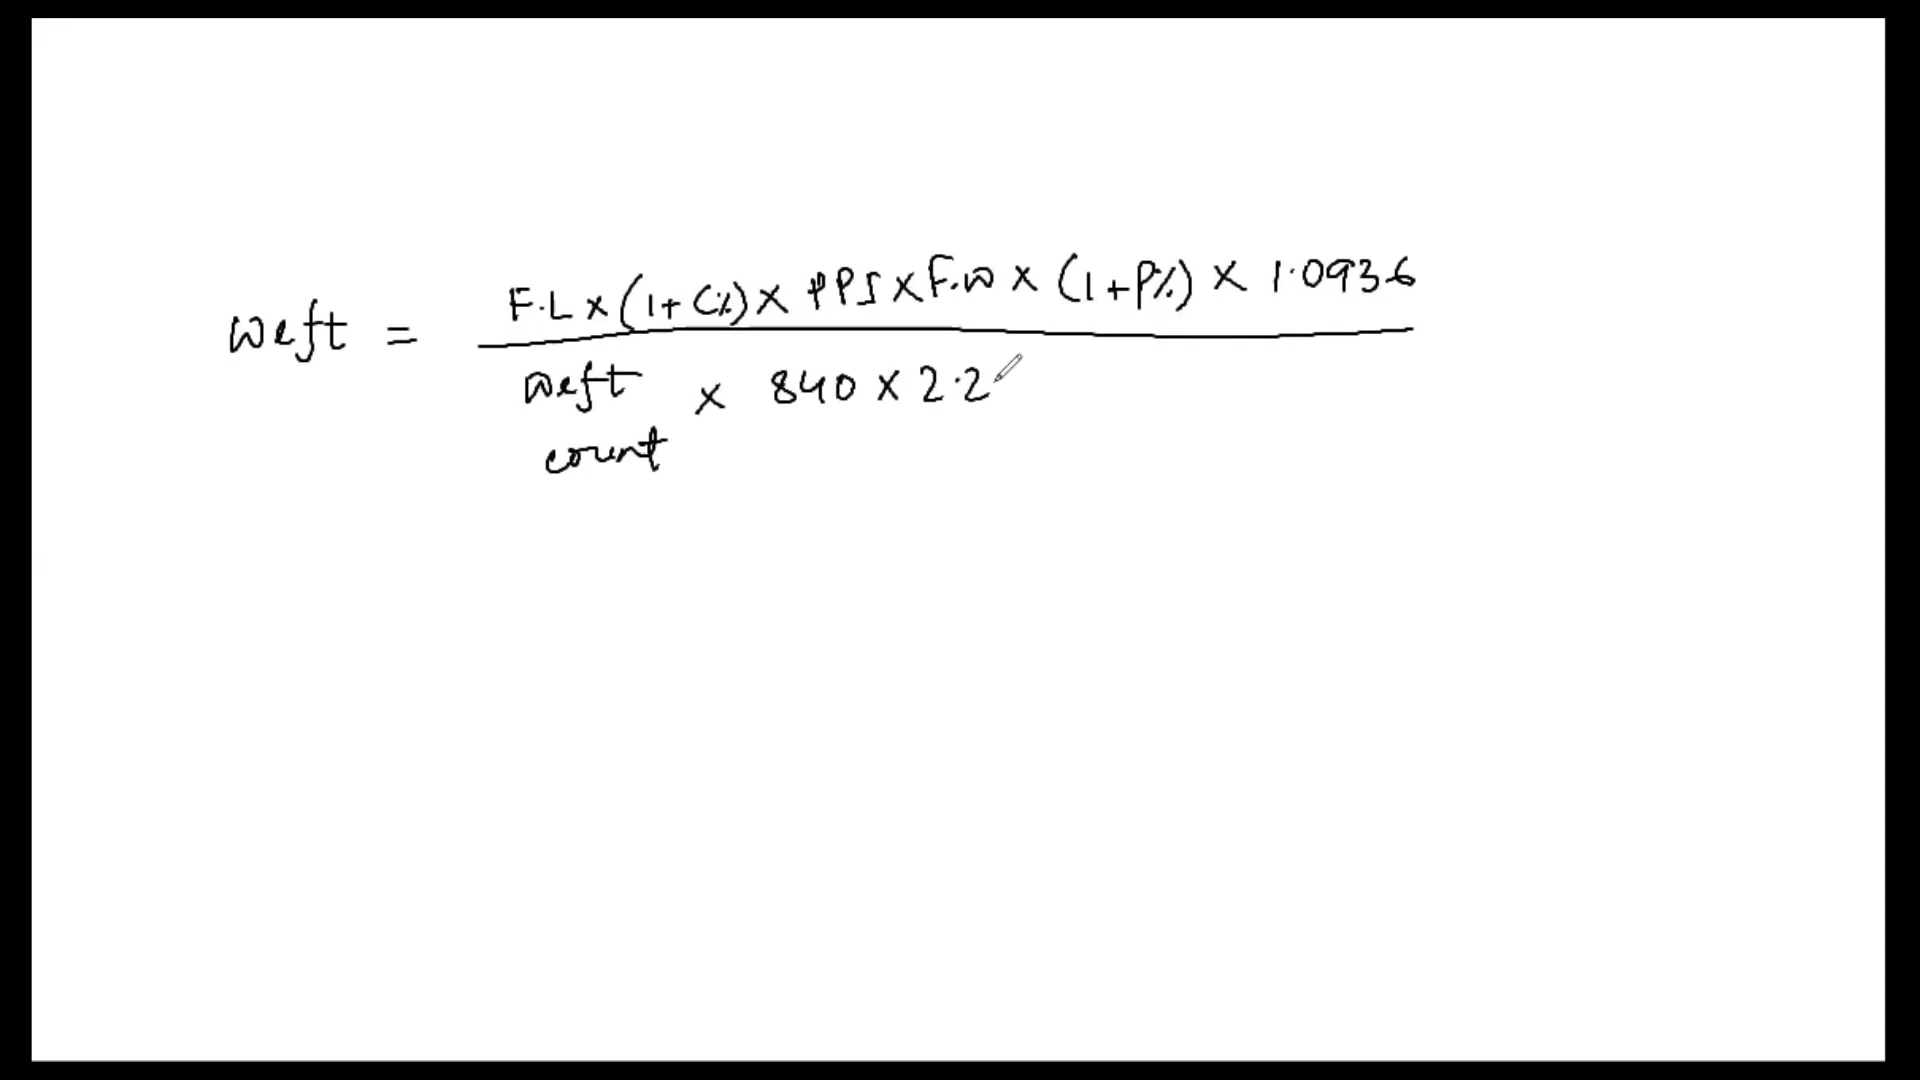 weft = F.L x (1+ C%) x PPI x F.W x (1+P%) x 1.0936
weft x 840 x 2.2
count